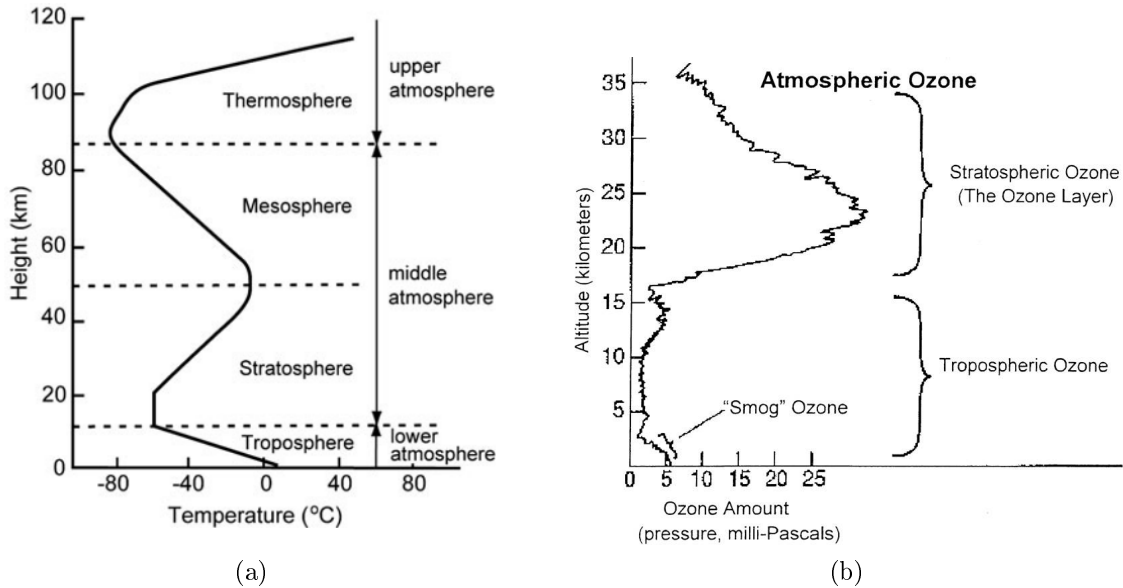 120
100
80
60
40
20
0
Height (km)
-80
-40
0
40
80
Temperature (°C)
Thermosphere
Mesosphere
Stratosphere
Troposphere
upper
atmosphere
middle
atmosphere
lower
atmosphere
(a)
Atmospheric Ozone
35
30
25
20
15
10
5
Altitude (kilometers)
Stratospheric Ozone
(The Ozone Layer)
Tropospheric Ozone
"Smog" Ozone
0
5
10
15
20
25
Ozone Amount
(pressure, milli-Pascals)
(b)